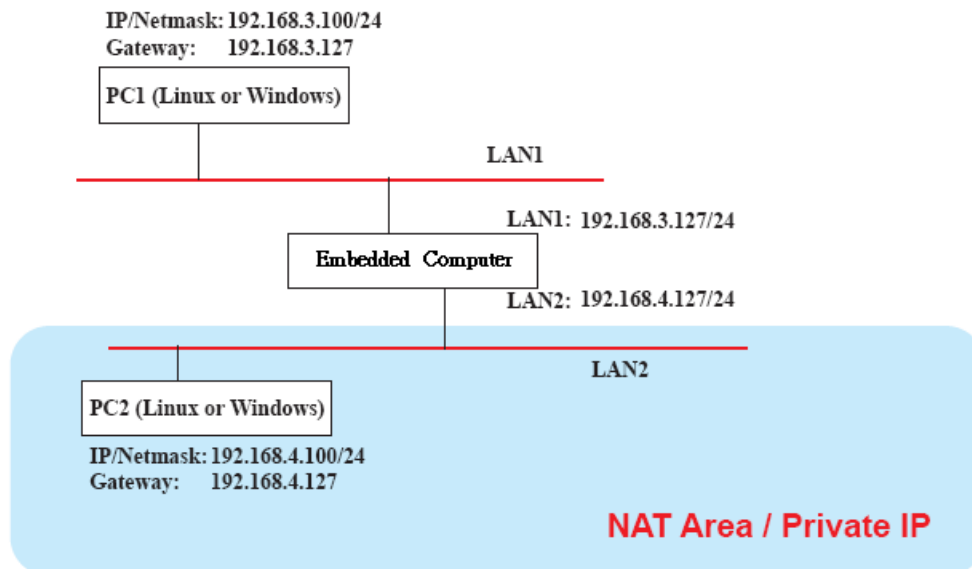 IP/Netmask: 192.168.3.100/24
Gateway: 192.168.3.127
PC1 (Linux or Windows)
LAN1
LAN1: 192.168.3.127/24
Embedded Computer
LAN2: 192.168.4.127/24
LAN2
PC2 (Linux or Windows)
IP/Netmask: 192.168.4.100/24
Gateway: 192.168.4.127
NAT Area / Private IP